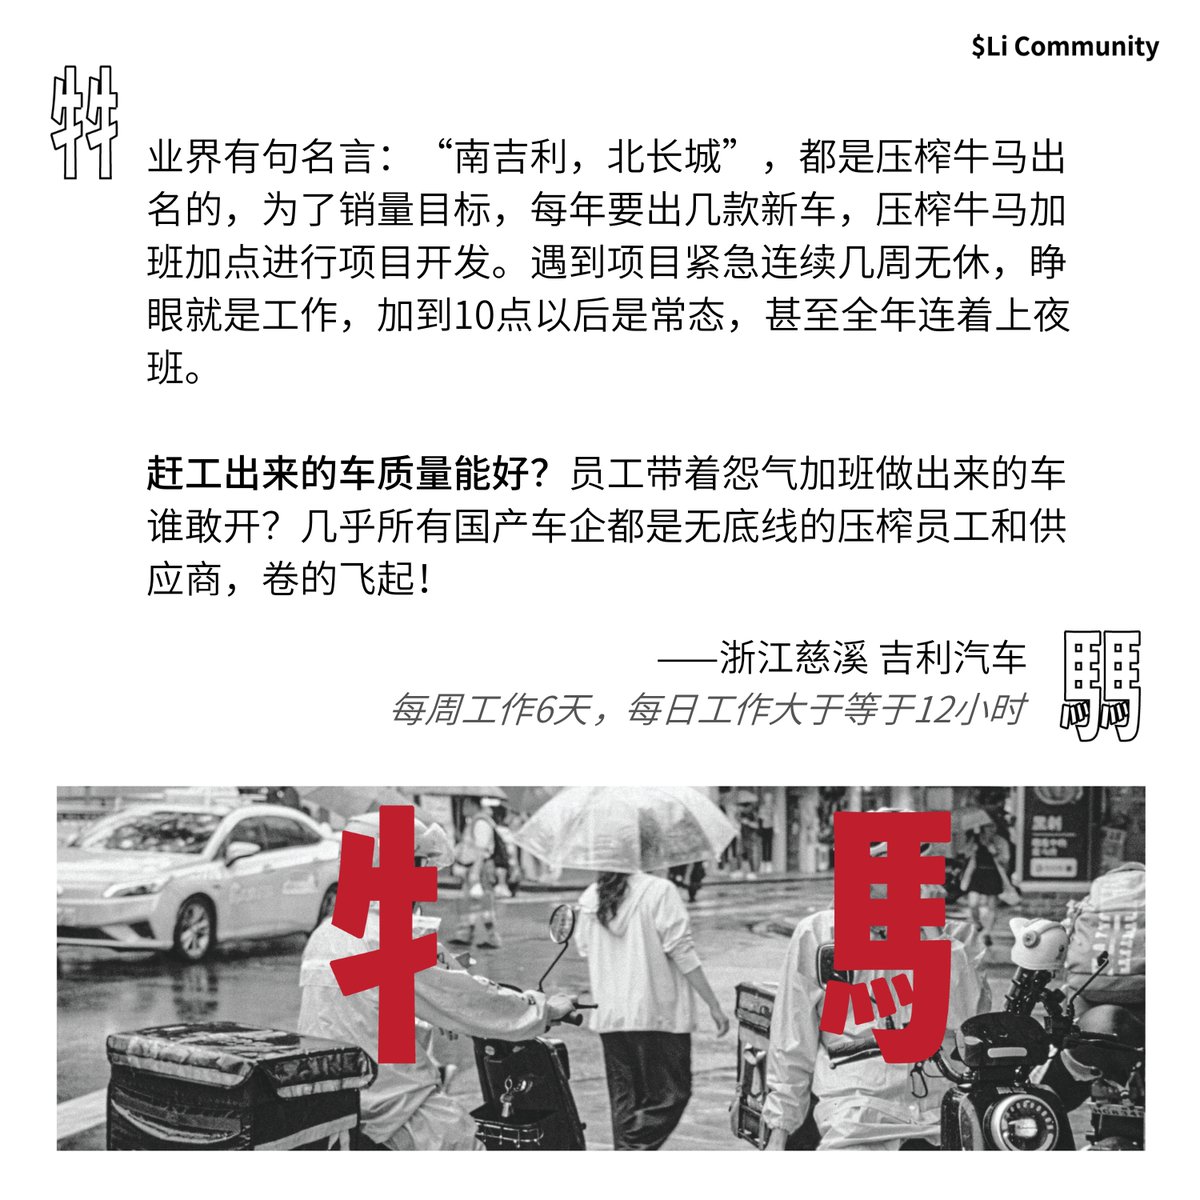 $Li Community
牛牛
业界有句名言：“南吉利，北长城”，都是压榨牛马出
名的，为了销量目标，每年要出几款新车，压榨牛马加
班加点进行项目开发。遇到项目紧急连续几周无休，睁
眼就是工作，加到10点以后是常态，甚至全年连着上夜
班。
赶工出来的车质量能好？员工带着怨气加班做出来的车
谁敢开？几乎所有国产车企都是无底线的压榨员工和供
应商，卷的飞起！
——浙江慈溪 吉利汽车
每周工作6天，每日工作大于等于12小时
馬馬
牛 馬